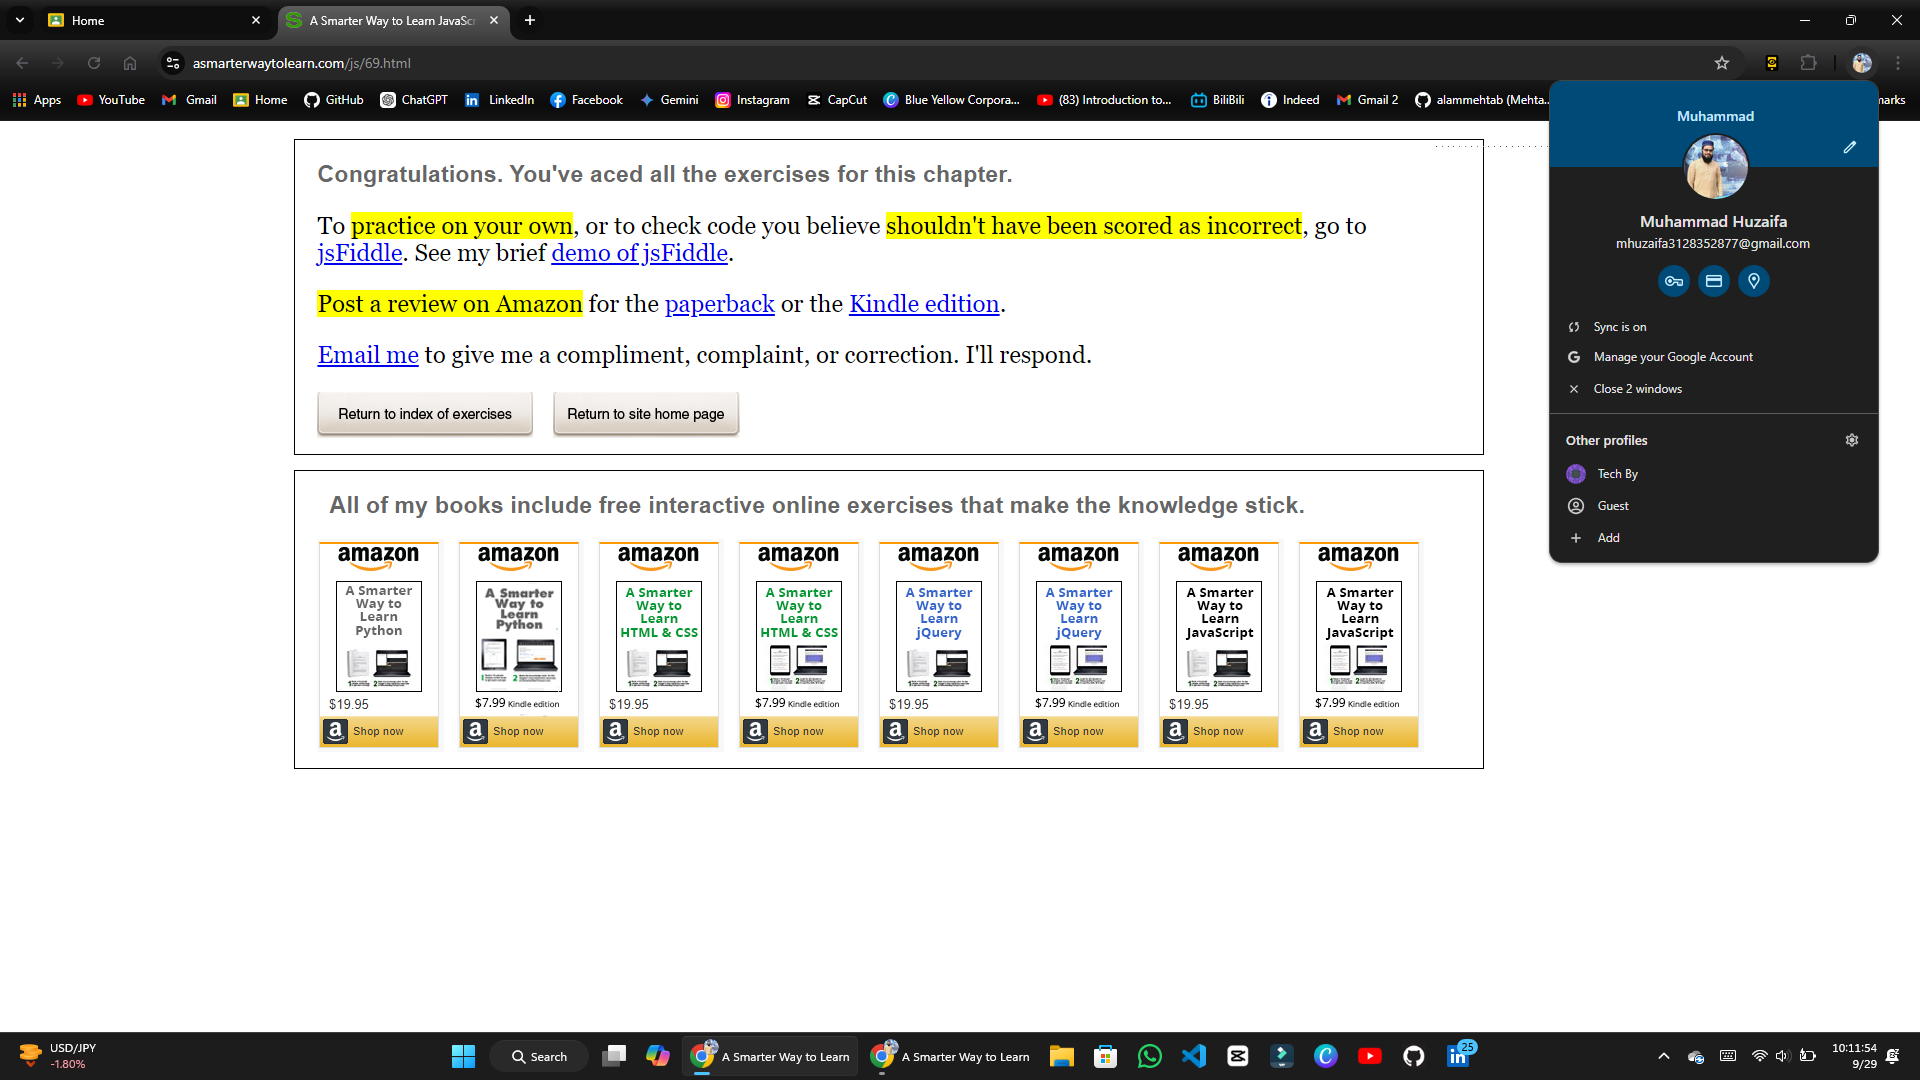 Home
A Smarter Way to Learn JavaSc
asmarterwaytolearn.com/js/69.html
Apps
YouTube
Gmail
Home
GitHub
ChatGPT
LinkedIn
Facebook
Gemini
Instagram
CapCut
Blue Yellow Corpora...
(83) Introduction to...
BiliBili
Indeed
Gmail 2
alammehtab (Mehta...
marks
Muhammad
Muhammad Huzaifa
mhuzaifa3128352877@gmail.com
Sync is on
Manage your Google Account
Close 2 windows
Other profiles
Tech By
Guest
Add
Congratulations. You've aced all the exercises for this chapter.
To practice on your own, or to check code you believe shouldn't have been scored as incorrect, go to
jsFiddle. See my brief demo of jsFiddle.
Post a review on Amazon for the paperback or the Kindle edition.
Email me to give me a compliment, complaint, or correction. I'll respond.
Return to index of exercises
Return to site home page
All of my books include free interactive online exercises that make the knowledge stick.
amazon
A Smarter
Way to
Learn
Python
$19.95
Shop now
amazon
A Smarter
Way to
Learn
Python
$7.99 Kindle edition
Shop now
amazon
A Smarter
Way to
Learn
HTML & CSS
$19.95
Shop now
amazon
A Smarter
Way to
Learn
HTML & CSS
$7.99 Kindle edition
Shop now
amazon
A Smarter
Way to
Learn
jQuery
$19.95
Shop now
amazon
A Smarter
Way to
Learn
jQuery
$7.99 Kindle edition
Shop now
amazon
A Smarter
Way to
Learn
JavaScript
$19.95
Shop now
amazon
A Smarter
Way to
Learn
JavaScript
$7.99 Kindle edition
Shop now
USD/JPY
-1.80%
Search
A Smarter Way to Learn
A Smarter Way to Learn
25
10:11:54
9/29